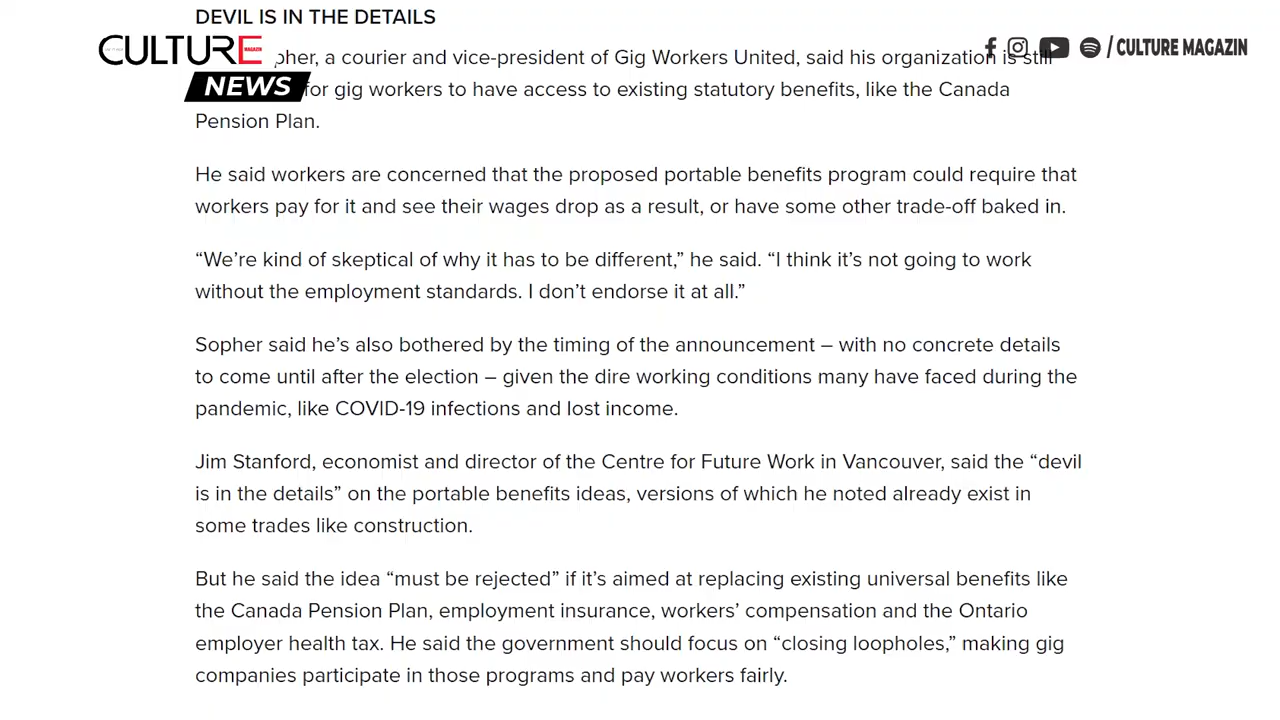 DEVIL IS IN THE DETAILS
CULTURE
MAGAZIN
NEWS
/ CULTURE MAGAZIN
pher, a courier and vice-president of Gig Workers United, said his organization is still
for gig workers to have access to existing statutory benefits, like the Canada
Pension Plan.
He said workers are concerned that the proposed portable benefits program could require that
workers pay for it and see their wages drop as a result, or have some other trade-off baked in.
“We’re kind of skeptical of why it has to be different,” he said. “I think it’s not going to work
without the employment standards. I don’t endorse it at all.”
Sopher said he’s also bothered by the timing of the announcement – with no concrete details
to come until after the election – given the dire working conditions many have faced during the
pandemic, like COVID-19 infections and lost income.
Jim Stanford, economist and director of the Centre for Future Work in Vancouver, said the “devil
is in the details” on the portable benefits ideas, versions of which he noted already exist in
some trades like construction.
But he said the idea “must be rejected” if it’s aimed at replacing existing universal benefits like
the Canada Pension Plan, employment insurance, workers’ compensation and the Ontario
employer health tax. He said the government should focus on “closing loopholes,” making gig
companies participate in those programs and pay workers fairly.